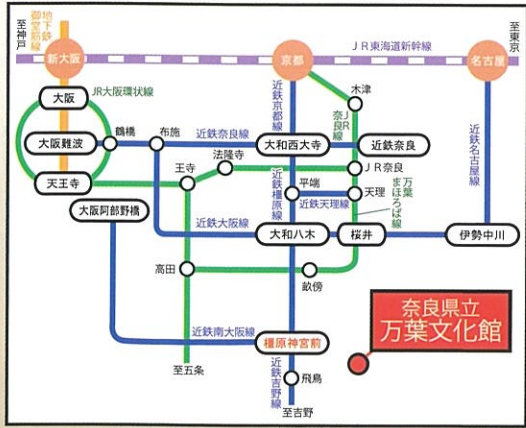 至神戸
地下鉄
御堂筋線
JR東海道新幹線
至東京
新大阪
京都
名古屋
大阪
JR大阪環状線
木津
近鉄京都線
JR
奈良線
近鉄名古屋線
鶴橋
布施
近鉄奈良線
大阪難波
大和西大寺
近鉄奈良
法隆寺
王寺
JR奈良
天王寺
平端
天理
近鉄天理線
万葉
まほろば線
近鉄橿原線
大阪阿部野橋
近鉄大阪線
大和八木
桜井
伊勢中川
高田
畝傍
奈良県立
万葉文化館
近鉄南大阪線
橿原神宮前
近鉄吉野線
飛鳥
至五条
至吉野